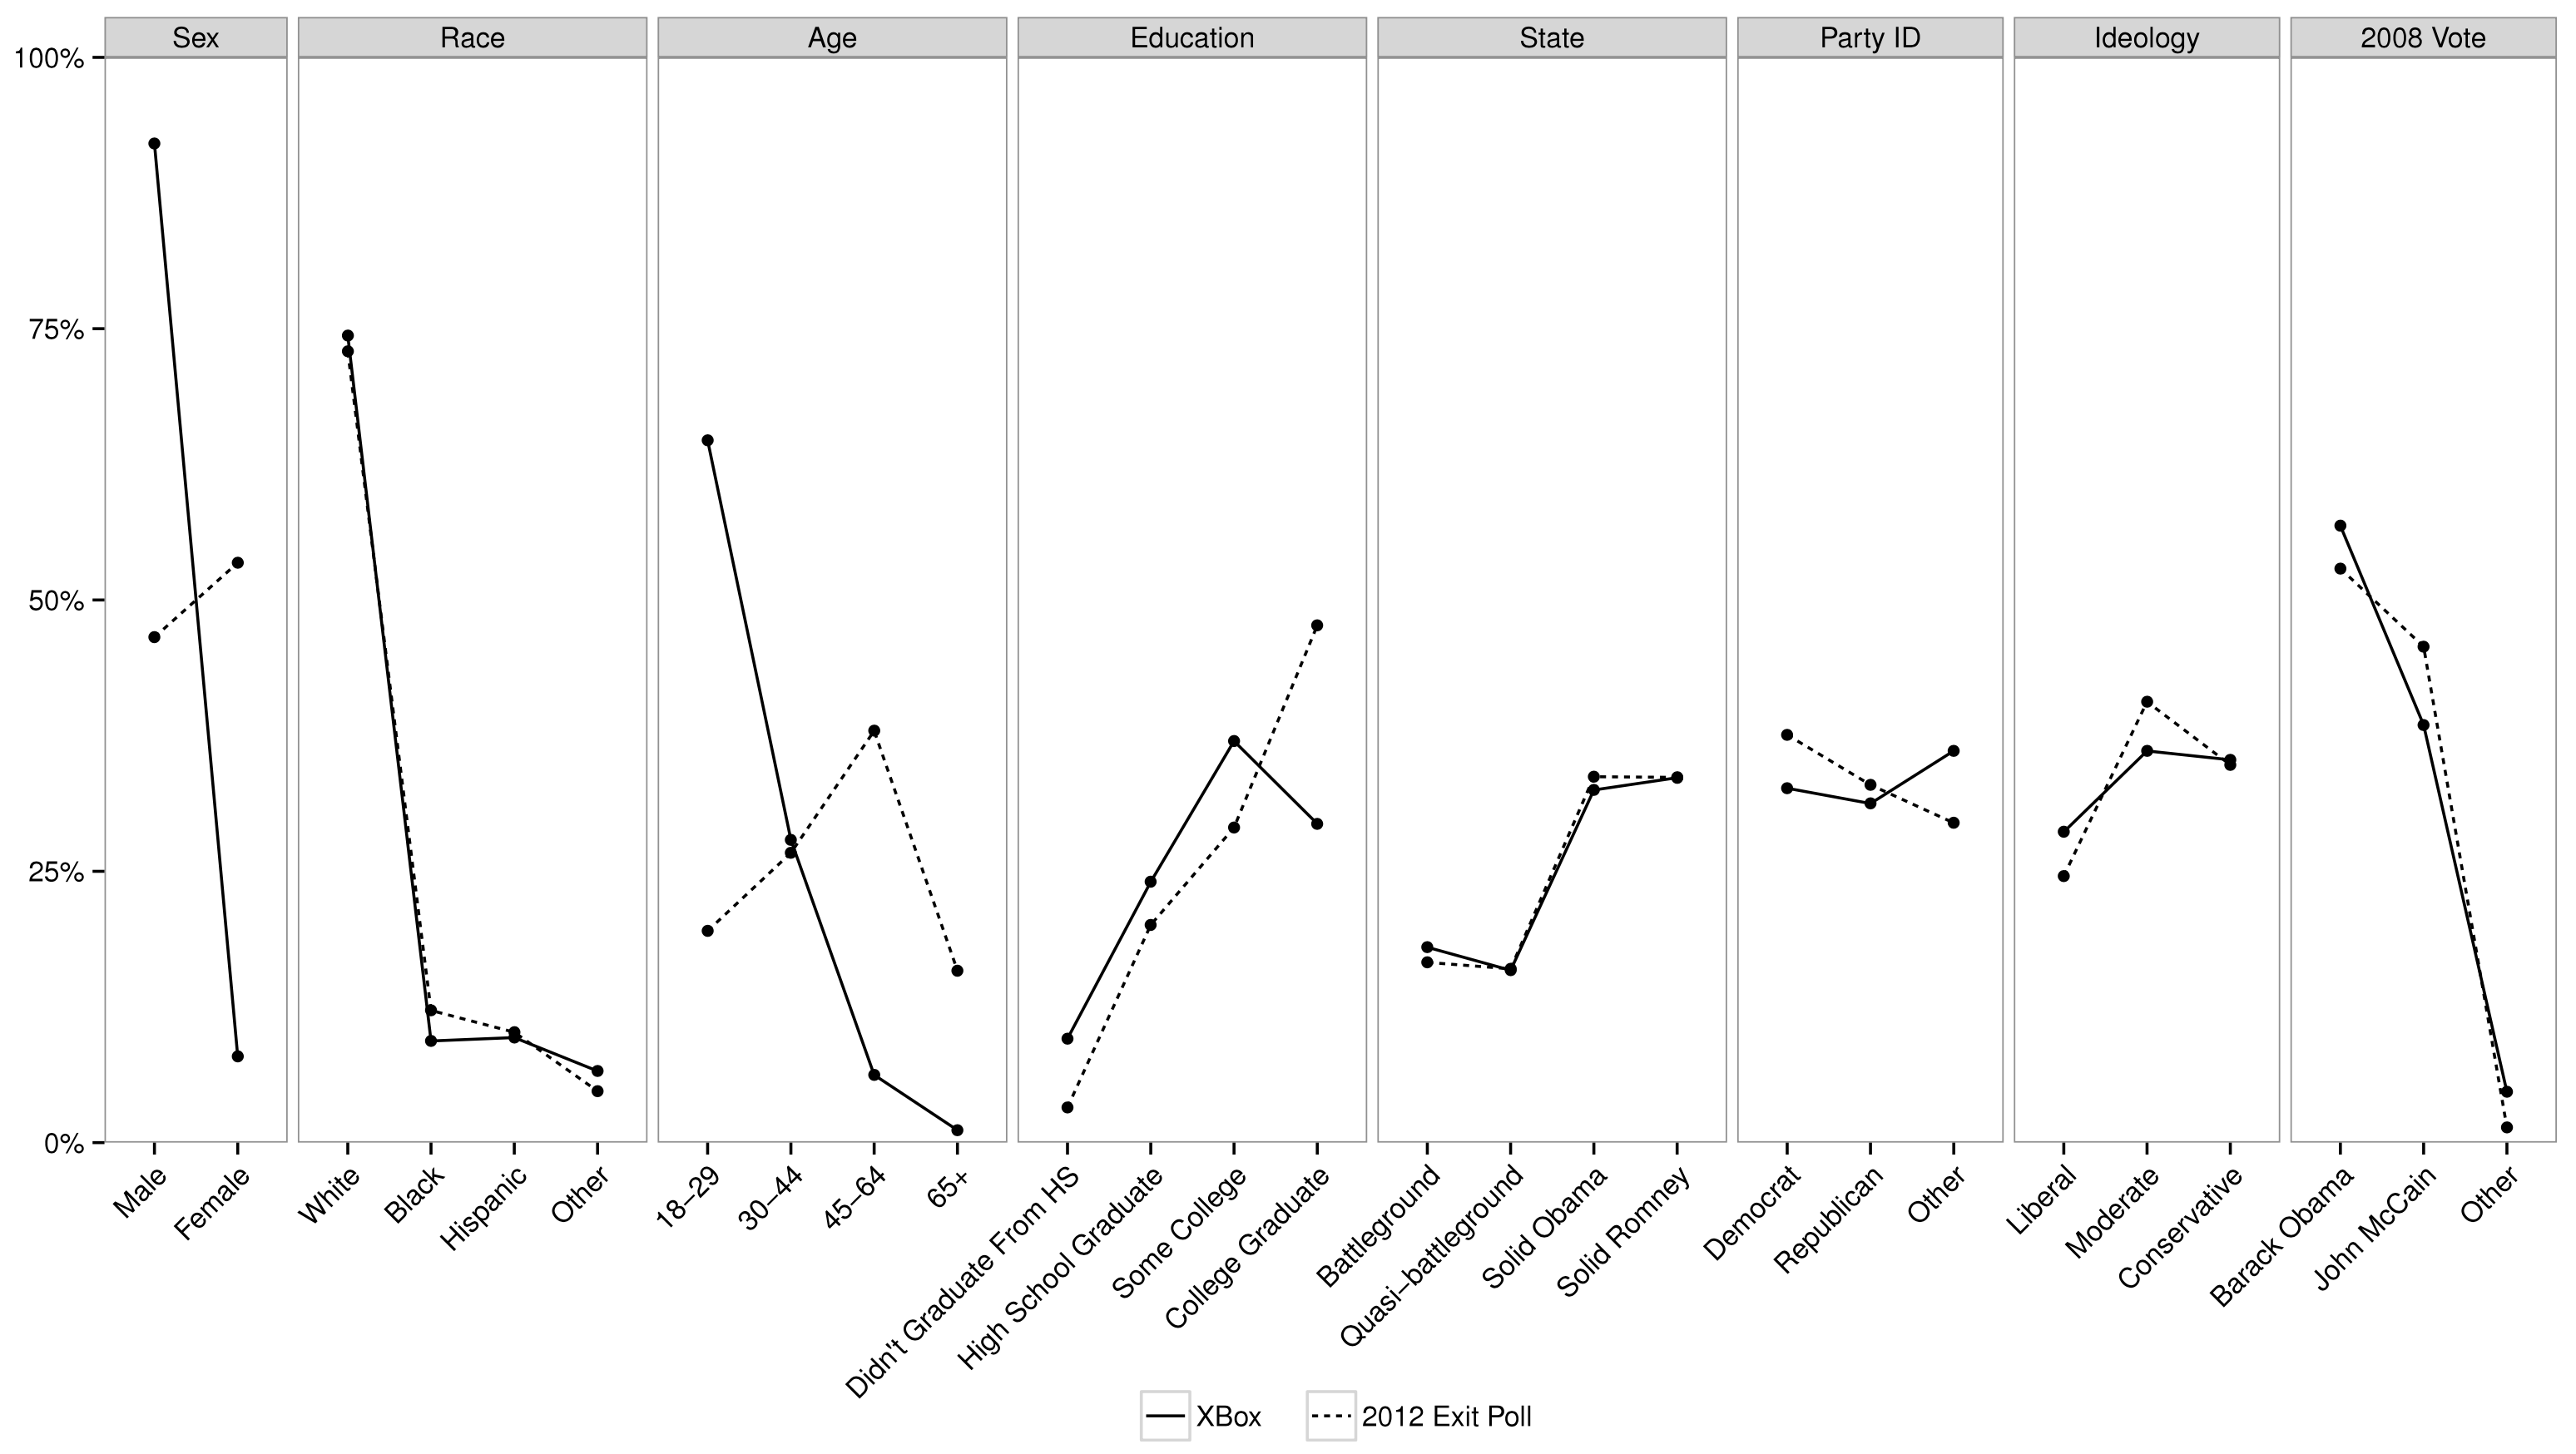 Sex Race Age Education State Party ID Ideology 2008 Vote
100%
75%
50%
25%
0%
Male Female White Black Hispanic Other 18–29 30–44 45–64 65+ Didn't Graduate From HS High School Graduate Some College College Graduate Battleground Quasi–battleground Solid Obama Solid Romney Democrat Republican Other Liberal Moderate Conservative Barack Obama John McCain Other
XBox 2012 Exit Poll